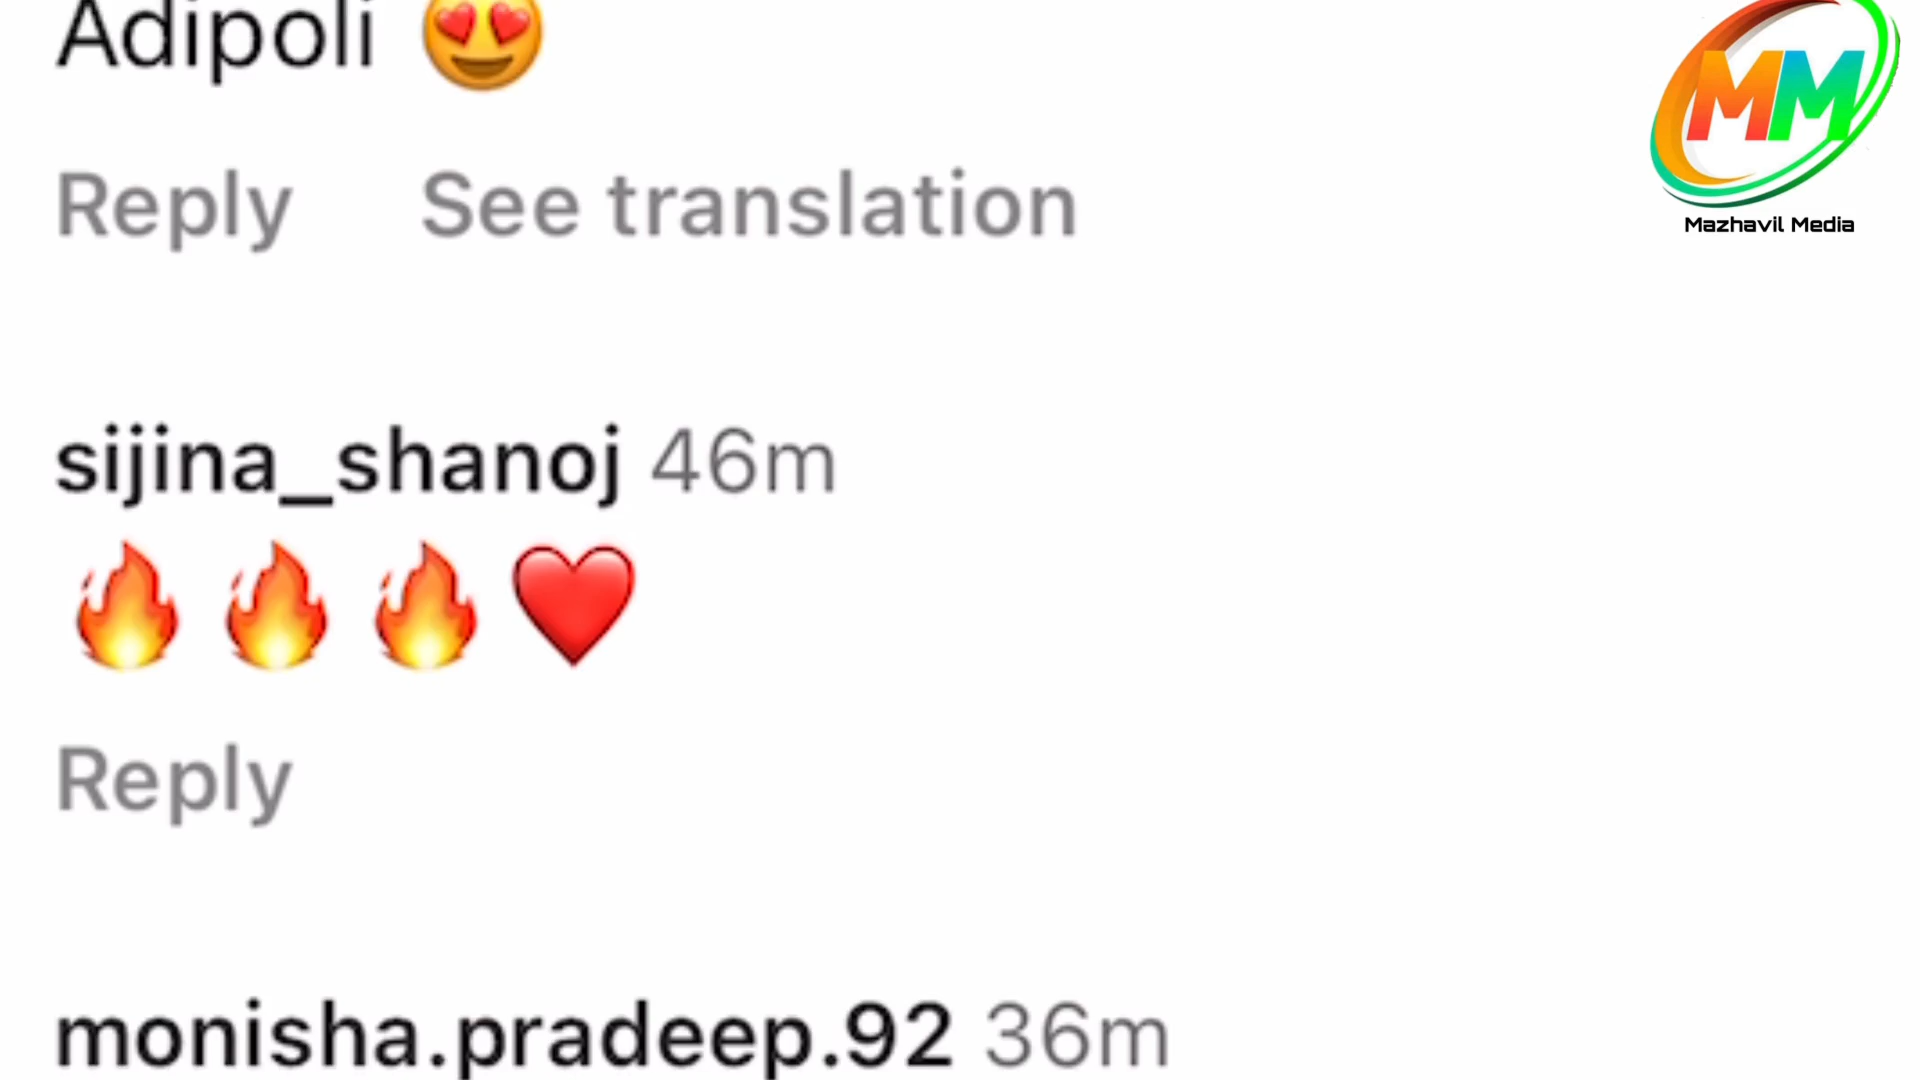 Adipoli 😍
Reply See translation
MM
Mazhavil Media
sijina_shanoj 46m
🔥🔥🔥❤️
Reply
monisha.pradeep.92 36m